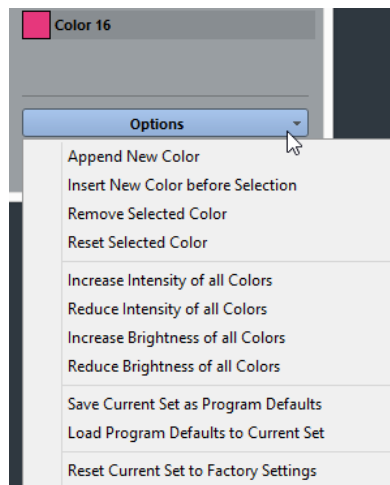 Color 16
Options
Append New Color
Insert New Color before Selection
Remove Selected Color
Reset Selected Color
Increase Intensity of all Colors
Reduce Intensity of all Colors
Increase Brightness of all Colors
Reduce Brightness of all Colors
Save Current Set as Program Defaults
Load Program Defaults to Current Set
Reset Current Set to Factory Settings